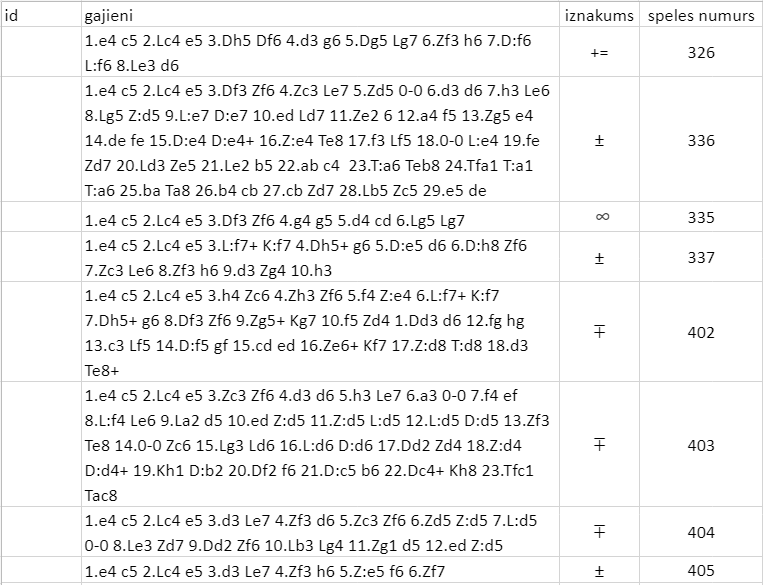 id gajieni iznakums speles numurs
1.e4 c5 2.Lc4 e5 3.Dh5 Df6 4.d3 g6 5.Dg5 Lg7 6.Zf3 h6 7.D:f6
L:f6 8.Le3 d6
+= 326
1.e4 c5 2.Lc4 e5 3.Df3 Zf6 4.Zc3 Le7 5.Zd5 0-0 6.d3 d6 7.h3 Le6
8.Lg5 Z:d5 9.L:e7 D:e7 10.ed Ld7 11.Ze2 6 12.a4 f5 13.Zg5 e4
14.de fe 15.D:e4 D:e4+ 16.Z:e4 Te8 17.f3 Lf5 18.0-0 L:e4 19.fe
Zd7 20.Ld3 Ze5 21.Le2 b5 22.ab c4 23.T:a6 Teb8 24.Tfa1 T:a1
T:a6 25.ba Ta8 26.b4 cb 27.cb Zd7 28.Lb5 Zc5 29.e5 de
± 336
1.e4 c5 2.Lc4 e5 3.Df3 Zf6 4.g4 g5 5.d4 cd 6.Lg5 Lg7
∞ 335
1.e4 c5 2.Lc4 e5 3.L:f7+ K:f7 4.Dh5+ g6 5.D:e5 d6 6.D:h8 Zf6
7.Zc3 Le6 8.Zf3 h6 9.d3 Zg4 10.h3
± 337
1.e4 c5 2.Lc4 e5 3.h4 Zc6 4.Zh3 Zf6 5.f4 Z:e4 6.L:f7+ K:f7
7.Dh5+ g6 8.Df3 Zf6 9.Zg5+ Kg7 10.f5 Zd4 1.Dd3 d6 12.fg hg
13.c3 Lf5 14.D:f5 gf 15.cd ed 16.Ze6+ Kf7 17.Z:d8 T:d8 18.d3
Te8+
∓ 402
1.e4 c5 2.Lc4 e5 3.Zc3 Zf6 4.d3 d6 5.h3 Le7 6.a3 0-0 7.f4 ef
8.L:f4 Le6 9.La2 d5 10.ed Z:d5 11.Z:d5 L:d5 12.L:d5 D:d5 13.Zf3
Te8 14.0-0 Zc6 15.Lg3 Ld6 16.L:d6 D:d6 17.Dd2 Zd4 18.Z:d4
D:d4+ 19.Kh1 D:b2 20.Df2 f6 21.D:c5 b6 22.Dc4+ Kh8 23.Tfc1
Tac8
∓ 403
1.e4 c5 2.Lc4 e5 3.d3 Le7 4.Zf3 d6 5.Zc3 Zf6 6.Zd5 Z:d5 7.L:d5
0-0 8.Le3 Zd7 9.Dd2 Zf6 10.Lb3 Lg4 11.Zg1 d5 12.ed Z:d5
∓ 404
1.e4 c5 2.Lc4 e5 3.d3 Le7 4.Zf3 h6 5.Z:e5 f6 6.Zf7
± 405